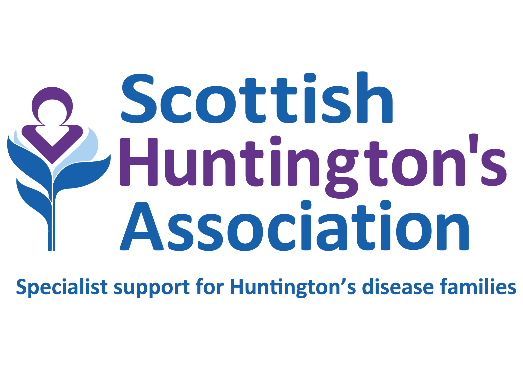 Scottish
Huntington's
Association
Specialist support for Huntington’s disease families